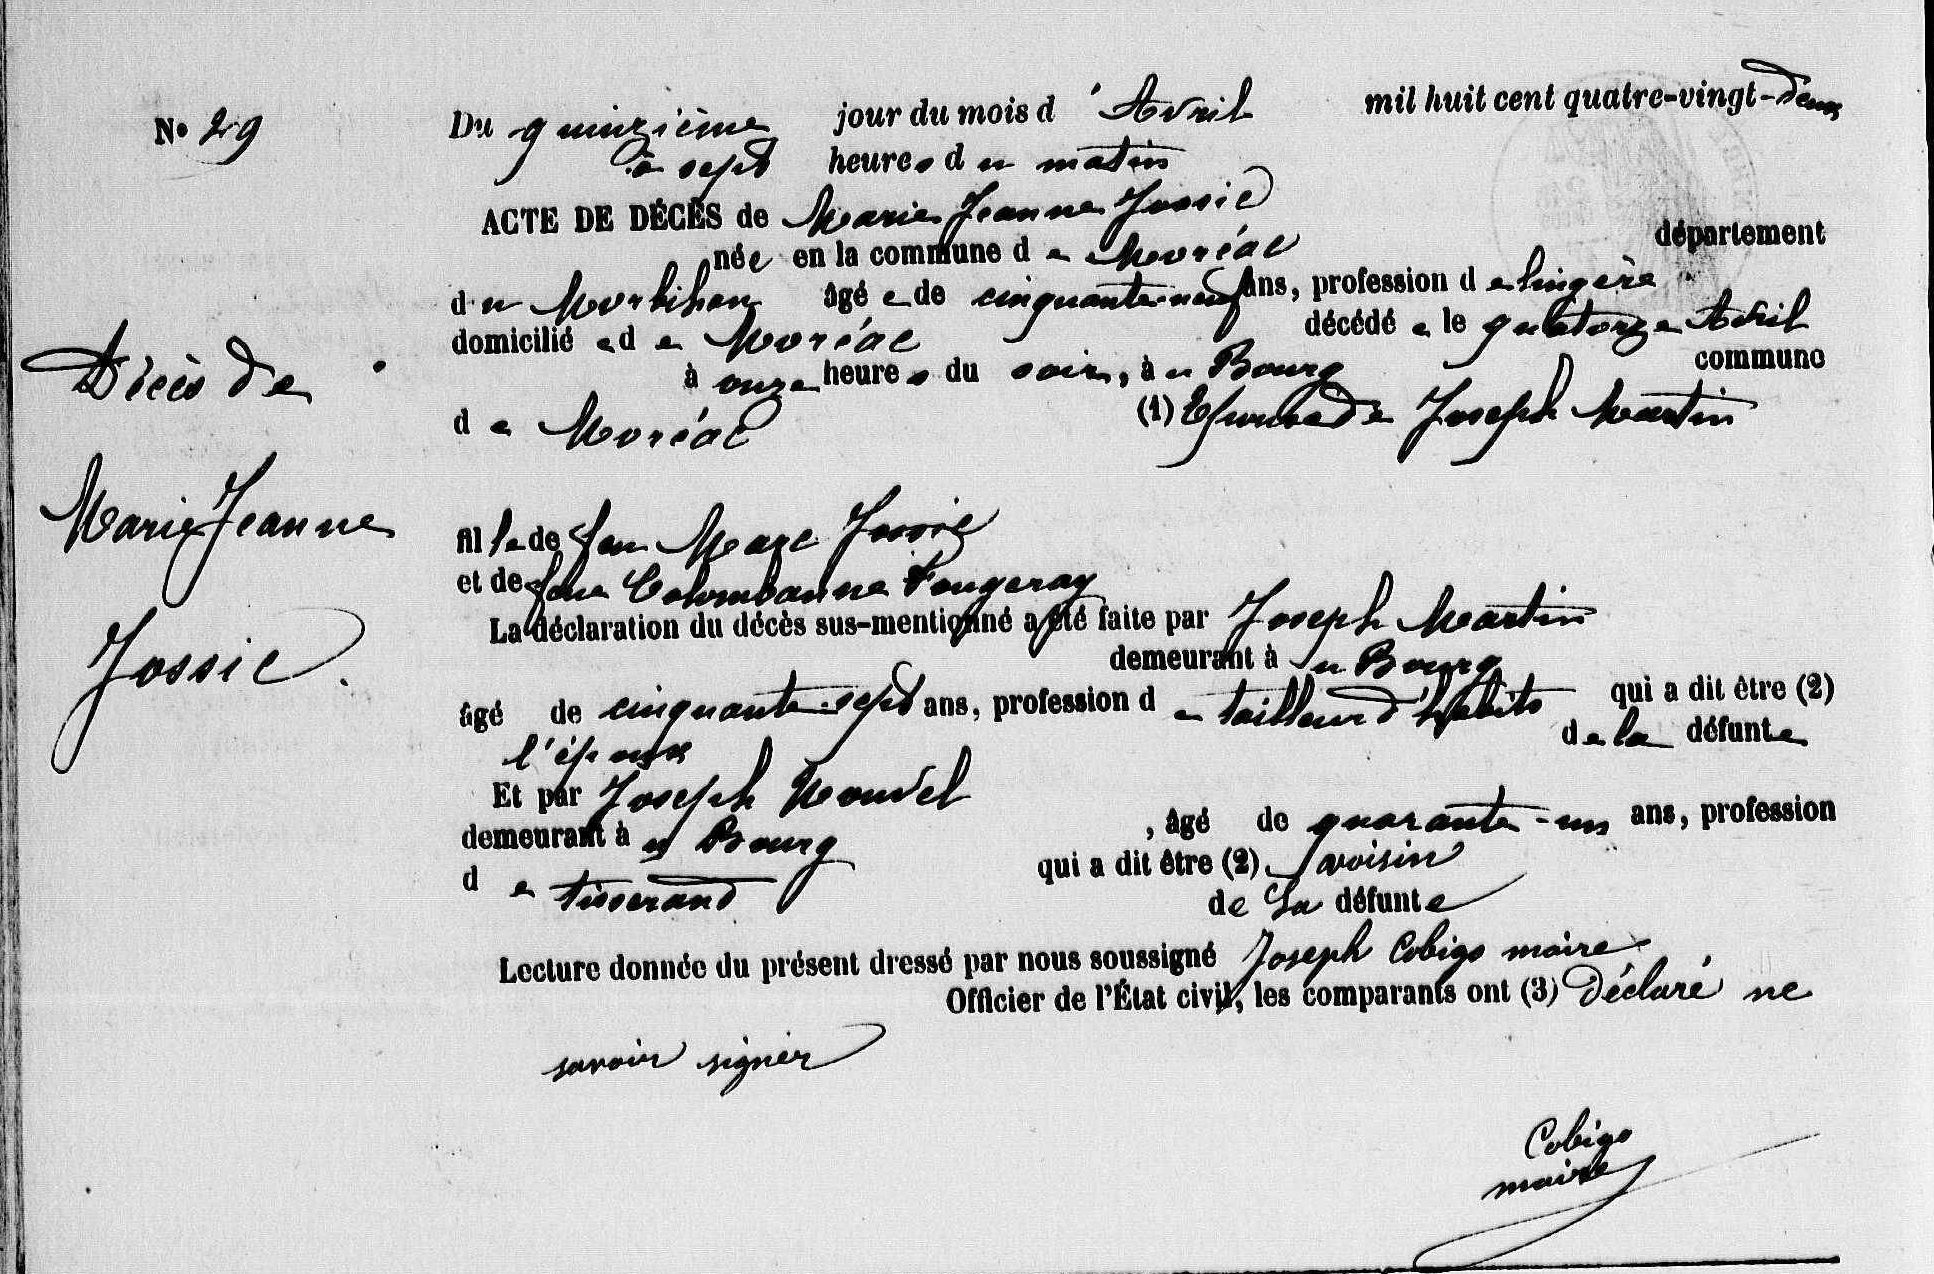 No 29
Décès de
Marie Jeanne
Jossic.
Du quinzième jour du mois d'Avril mil huit cent quatre-vingt-deux
à sept heures du matin
ACTE DE DÉCÈS de Marie Jeanne Jossic
née en la commune de Moréac département
du Morbihan âgée de cinquante-neuf ans, profession de lingère
domiciliée de Moréac décédée le quatorze Avril
à onze heures du soir, au Bourg commune
de Moréac (1) Epouse de Joseph Martin
fille de feu Marc Jossic
et de feue Colombanne Fougeray
La déclaration du décès sus-mentionné a été faite par Joseph Martin
demeurant à u Bourg
âgé de cinquante-sept ans, profession de tailleur d'habits qui a dit être (2)
l'époux de la défunte
Et par Joseph Nouvel
demeurant à u Bourg, âgé de quarante-un ans, profession
de tisserand qui a dit être (2) voisin
de la défunte
Lecture donnée du présent dressé par nous soussigné Joseph Cobigo maire
Officier de l'État civil, les comparants ont (3) déclaré ne
savoir signer
Cobigo
maire